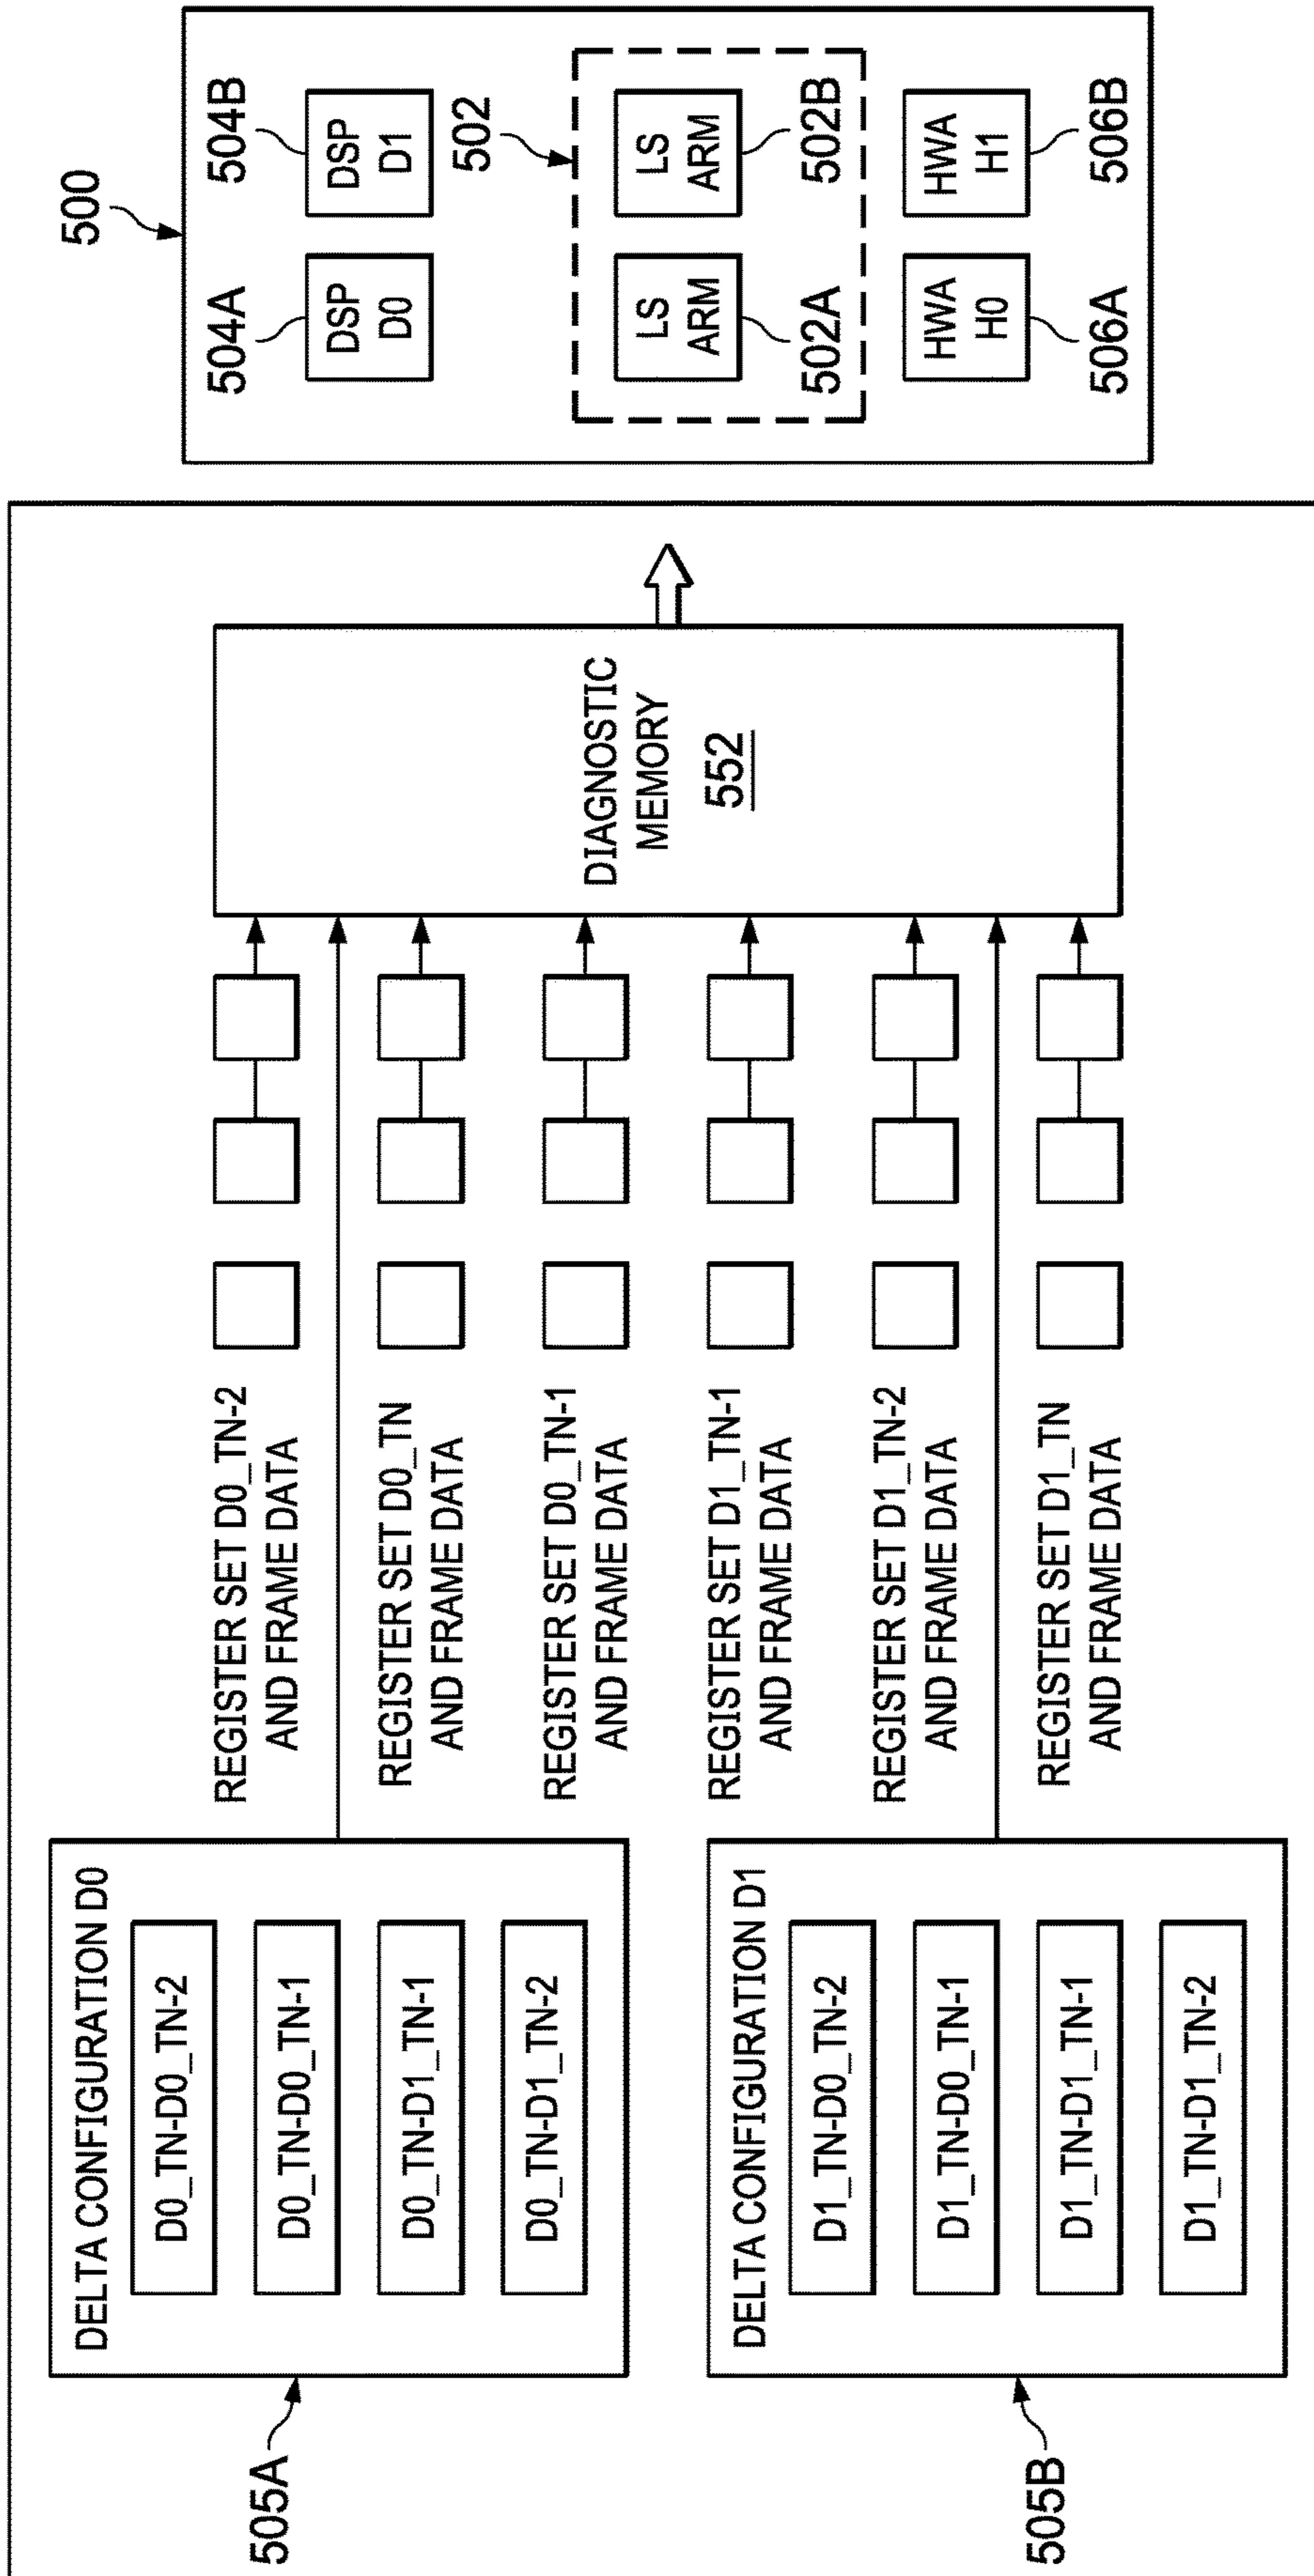 505A
DELTA CONFIGURATION D0
D0_TN-D0_TN-2
D0_TN-D0_TN-1
D0_TN-D1_TN-1
D0_TN-D1_TN-2
505B
DELTA CONFIGURATION D1
D1_TN-D0_TN-2
D1_TN-D0_TN-1
D1_TN-D1_TN-1
D1_TN-D1_TN-2
REGISTER SET D0_TN-2
AND FRAME DATA
REGISTER SET D0_TN
AND FRAME DATA
REGISTER SET D0_TN-1
AND FRAME DATA
REGISTER SET D1_TN-1
AND FRAME DATA
REGISTER SET D1_TN-2
AND FRAME DATA
REGISTER SET D1_TN
AND FRAME DATA
DIAGNOSTIC
MEMORY
552
500
504A
504B
DSP
D0
DSP
D1
502
LS
ARM
LS
ARM
502A
502B
HWA
H0
HWA
H1
506A
506B